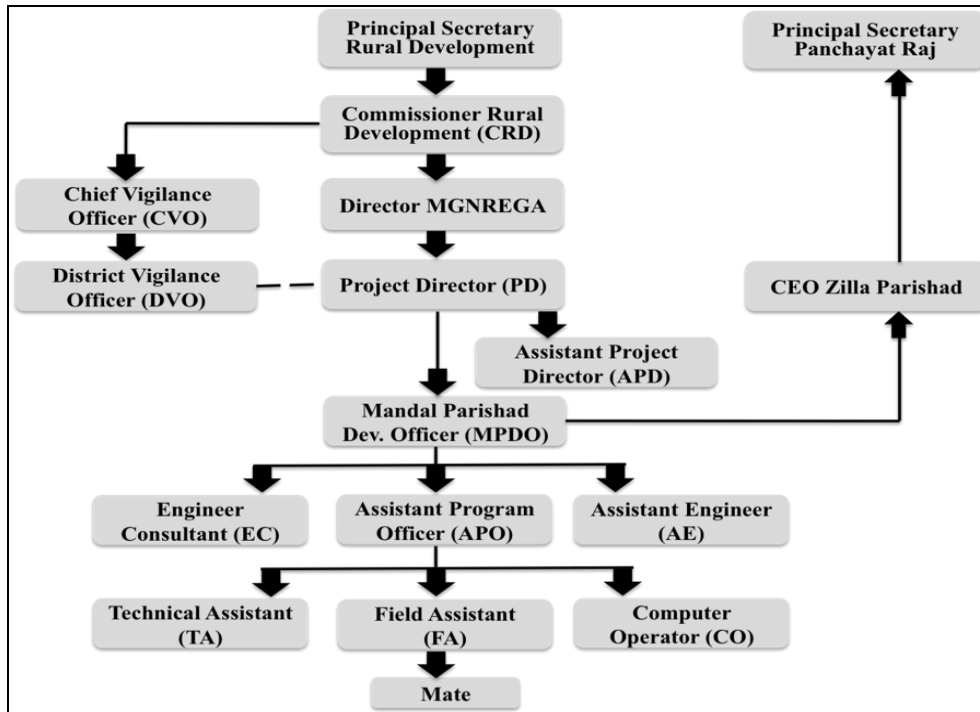 Principal Secretary
Rural Development
Principal Secretary
Panchayat Raj
Commissioner Rural
Development (CRD)
Chief Vigilance
Officer (CVO)
Director MGNREGA
District Vigilance
Officer (DVO)
Project Director (PD)
CEO Zilla Parishad
Assistant Project
Director (APD)
Mandal Parishad
Dev. Officer (MPDO)
Engineer
Consultant (EC)
Assistant Program
Officer (APO)
Assistant Engineer
(AE)
Technical Assistant
(TA)
Field Assistant
(FA)
Computer
Operator (CO)
Mate